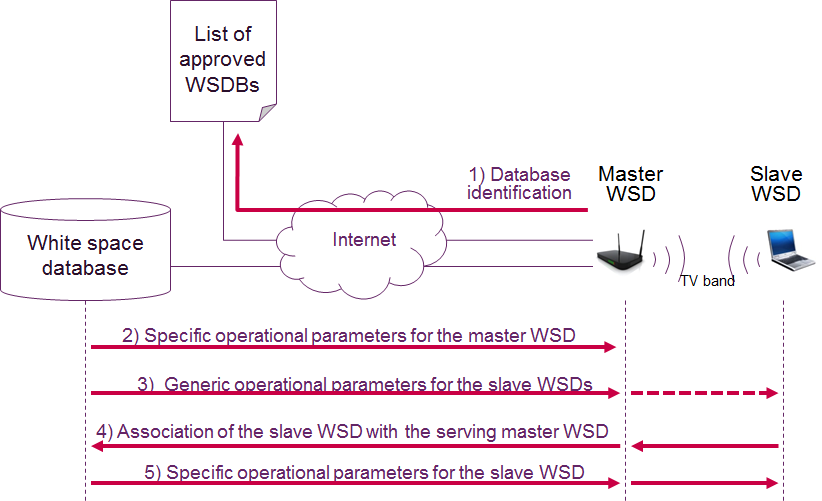 List of
approved
WSDBs
1) Database
identification
Master
WSD
Slave
WSD
White space
database
Internet
TV band
2) Specific operational parameters for the master WSD
3) Generic operational parameters for the slave WSDs
4) Association of the slave WSD with the serving master WSD
5) Specific operational parameters for the slave WSD